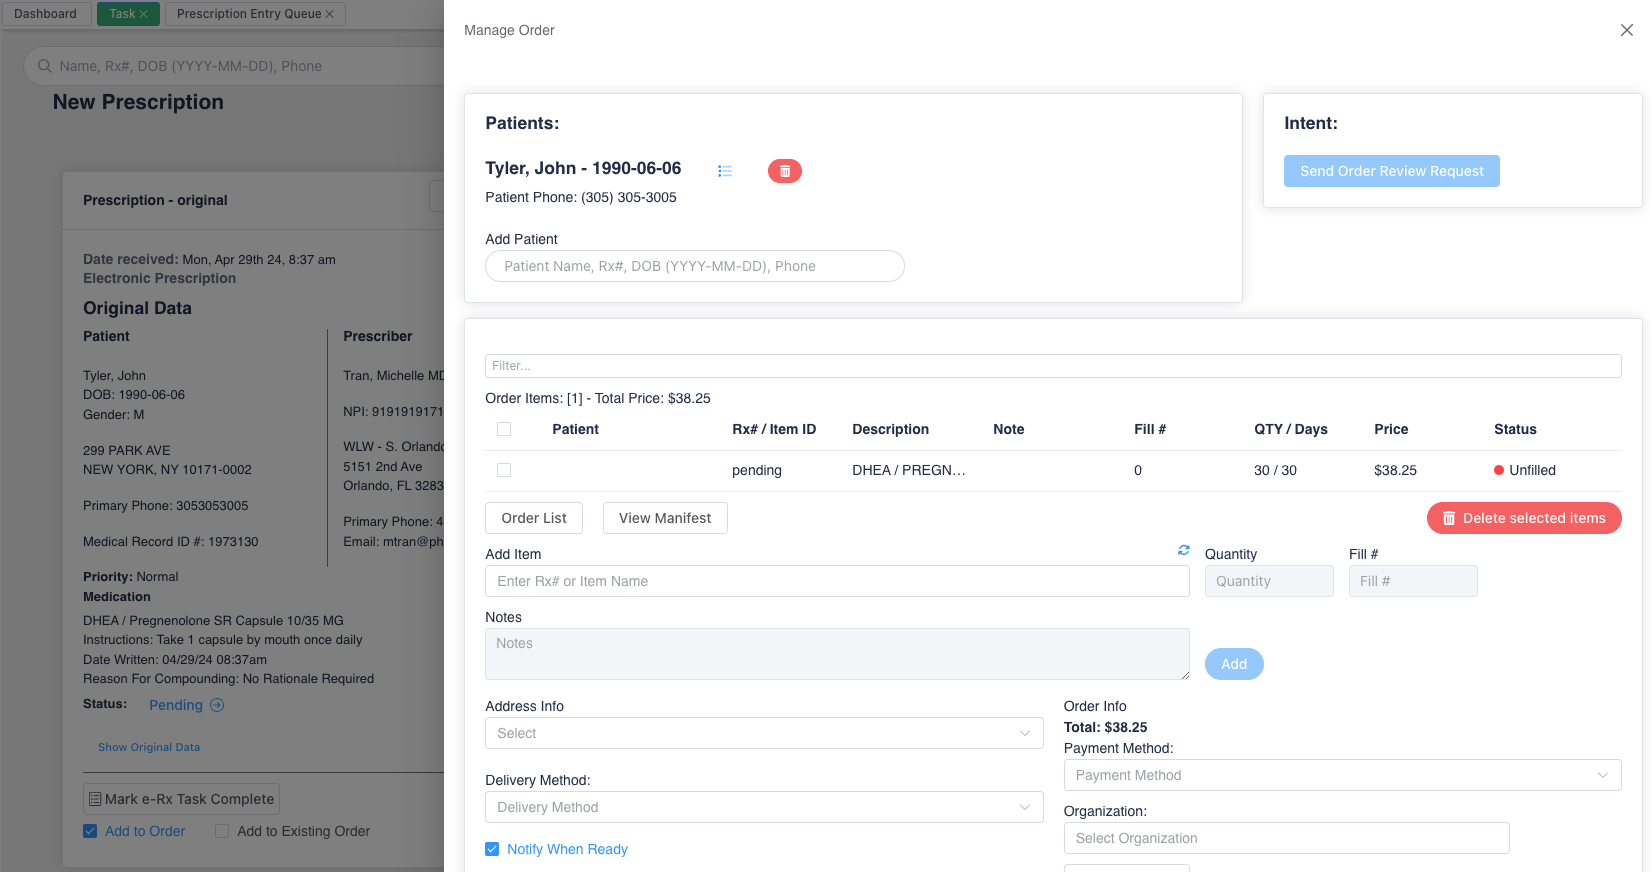 Dashboard
Task
Prescription Entry Queue
Name, Rx#, DOB (YYYY-MM-DD), Phone
New Prescription
Prescription - original
Date received: Mon, Apr 29th 24, 8:37 am
Electronic Prescription
Original Data
Patient
Tyler, John
DOB: 1990-06-06
Gender: M
299 PARK AVE
NEW YORK, NY 10171-0002
Primary Phone: 3053053005
Medical Record ID #: 1973130
Prescriber
Tran, Michelle MD
NPI: 9191919171
WLW - S. Orlando
5151 2nd Ave
Orlando, FL 3283
Primary Phone: 4
Email: mtran@ph
Priority: Normal
Medication
DHEA / Pregnenolone SR Capsule 10/35 MG
Instructions: Take 1 capsule by mouth once daily
Date Written: 04/29/24 08:37am
Reason For Compounding: No Rationale Required
Status: Pending
Show Original Data
Mark e-Rx Task Complete
Add to Order
Add to Existing Order
Manage Order
Patients:
Tyler, John - 1990-06-06
Patient Phone: (305) 305-3005
Add Patient
Patient Name, Rx#, DOB (YYYY-MM-DD), Phone
Intent:
Send Order Review Request
Filter...
Order Items: [1] - Total Price: $38.25
Patient Rx# / Item ID Description Note Fill # QTY / Days Price Status
pending DHEA / PREGN... 0 30 / 30 $38.25 Unfilled
Order List
View Manifest
Delete selected items
Add Item
Enter Rx# or Item Name
Quantity
Quantity
Fill #
Fill #
Notes
Notes
Add
Address Info
Select
Delivery Method:
Delivery Method
Notify When Ready
Order Info
Total: $38.25
Payment Method:
Payment Method
Organization:
Select Organization